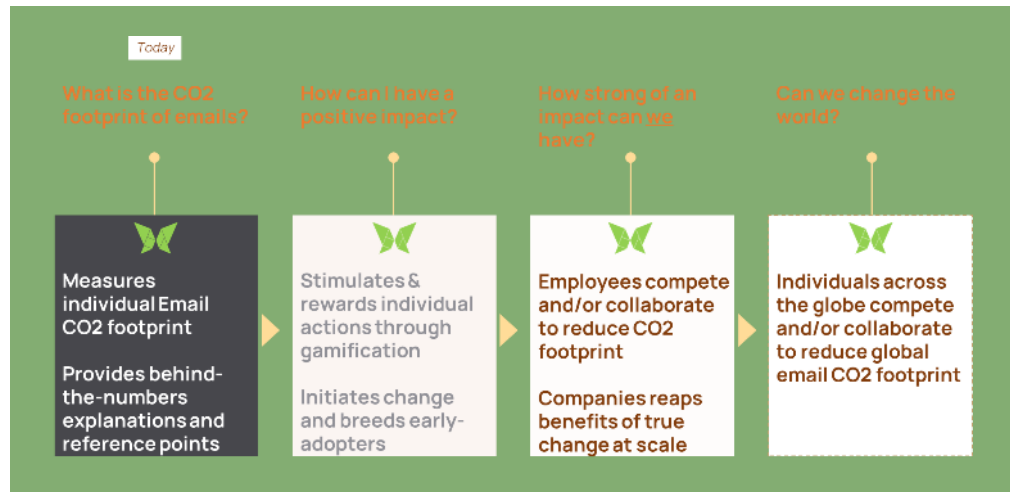 Today
What is the CO2
footprint of emails?
How can I have a
positive impact?
How strong of an
impact can we
have?
Can we change the
world?
Measures
individual Email
CO2 footprint
Provides behind-
the-numbers
explanations and
reference points
Stimulates &
rewards individual
actions through
gamification
Initiates change
and breeds early-
adopters
Employees compete
and/or collaborate
to reduce CO2
footprint
Companies reaps
benefits of true
change at scale
Individuals across
the globe compete
and/or collaborate
to reduce global
email CO2 footprint